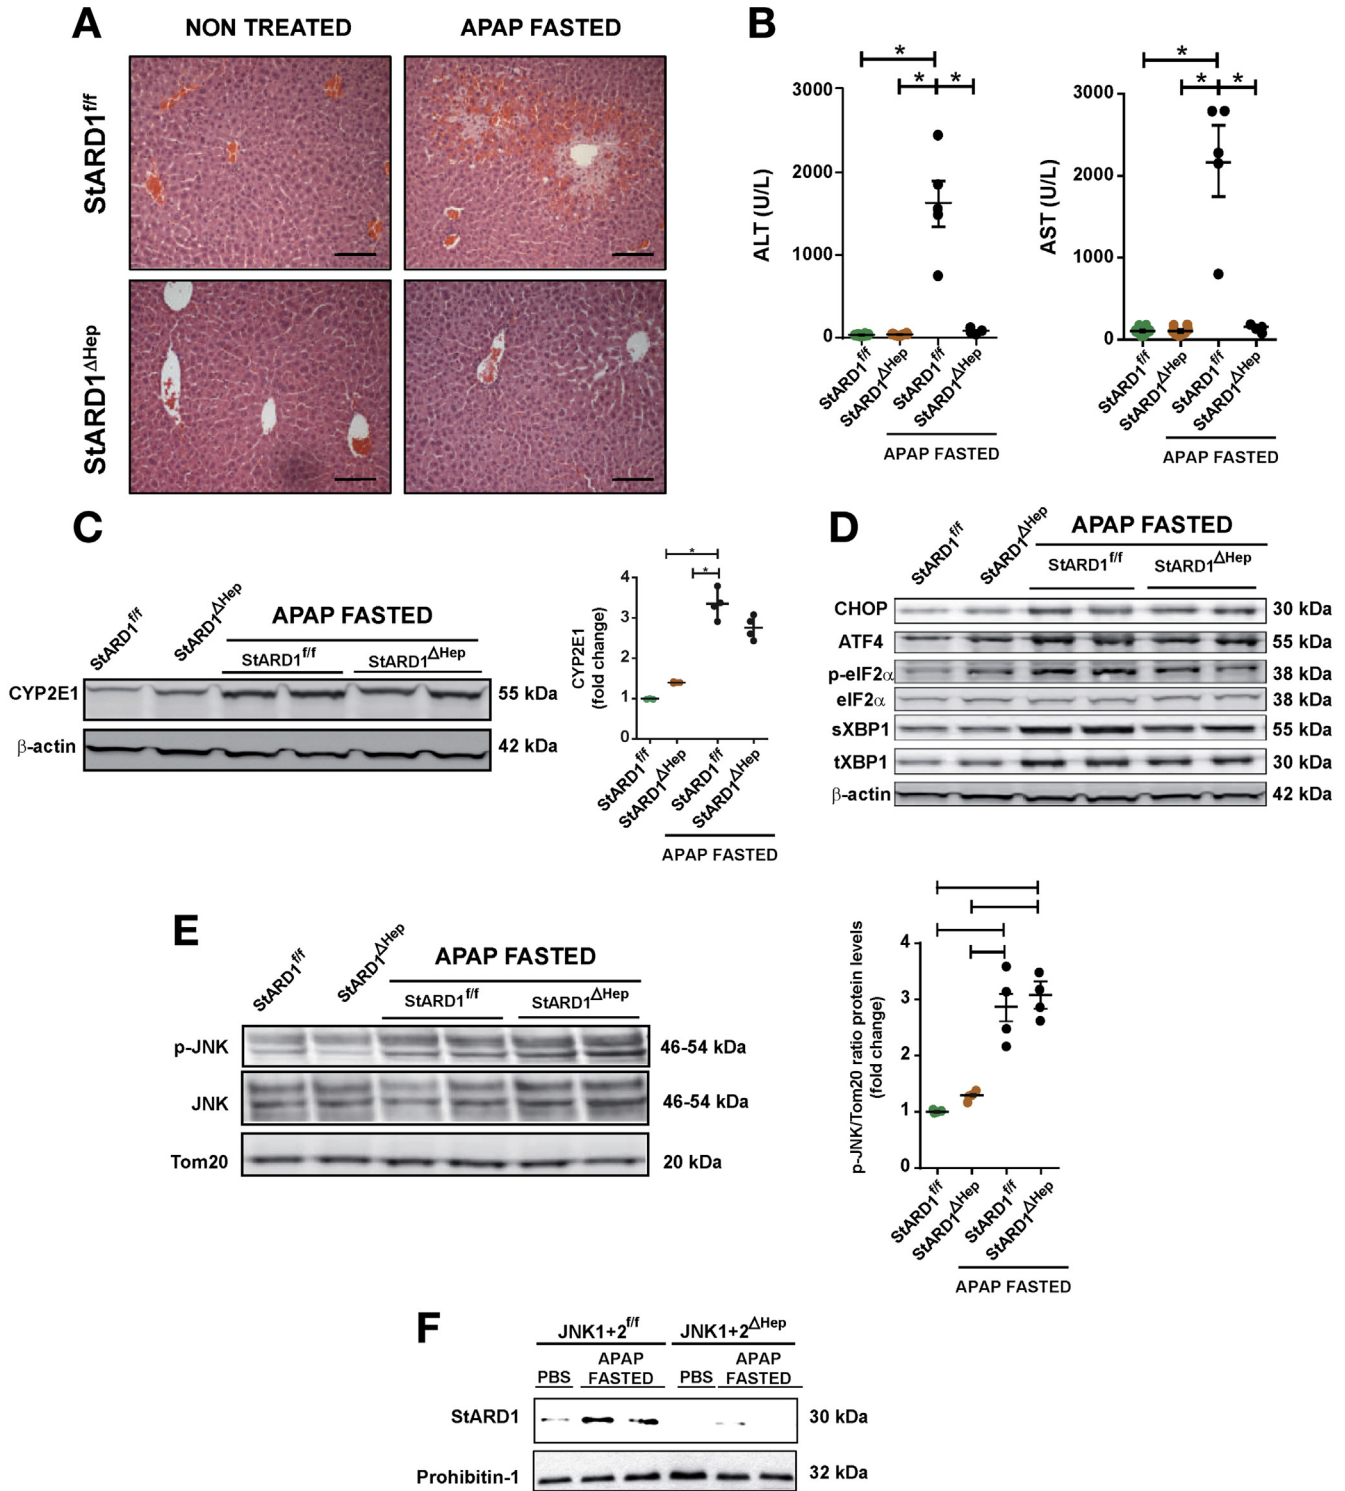 A
NON TREATED
APAP FASTED
StARD1f/f
StARD1ΔHep
B
ALT (U/L)
3000
2000
1000
0
*
*
*
StARD1f/f
StARD1ΔHep
StARD1f/f
StARD1ΔHep
APAP FASTED
AST (U/L)
3000
2000
1000
0
*
*
*
StARD1f/f
StARD1ΔHep
StARD1f/f
StARD1ΔHep
APAP FASTED
C
StARD1f/f
StARD1ΔHep
APAP FASTED
StARD1f/f
StARD1ΔHep
CYP2E1
55 kDa
β-actin
42 kDa
CYP2E1
(fold change)
4
3
2
1
0
*
*
StARD1f/f
StARD1ΔHep
StARD1f/f
StARD1ΔHep
APAP FASTED
D
StARD1f/f
StARD1ΔHep
APAP FASTED
StARD1f/f
StARD1ΔHep
CHOP
30 kDa
ATF4
55 kDa
p-eIF2α
38 kDa
eIF2α
38 kDa
sXBP1
55 kDa
tXBP1
30 kDa
β-actin
42 kDa
E
StARD1f/f
StARD1ΔHep
APAP FASTED
StARD1f/f
StARD1ΔHep
p-JNK
46-54 kDa
JNK
46-54 kDa
Tom20
20 kDa
p-JNK/Tom20 ratio protein levels
(fold change)
4
3
2
1
0
StARD1f/f
StARD1ΔHep
StARD1f/f
StARD1ΔHep
APAP FASTED
F
JNK1+2f/f
JNK1+2ΔHep
PBS
APAP
FASTED
PBS
APAP
FASTED
StARD1
30 kDa
Prohibitin-1
32 kDa